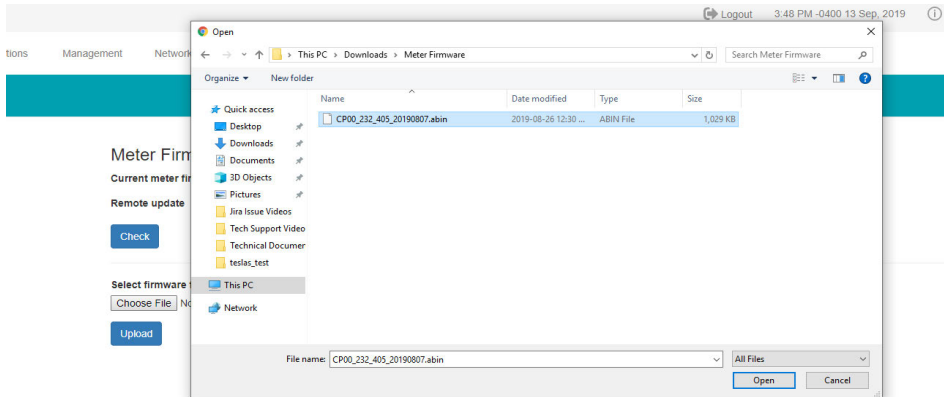 Logout 3:48 PM -0400 13 Sep, 2019
Open
tions Management Network
This PC > Downloads > Meter Firmware
Search Meter Firmware
Organize New folder
Name Date modified Type Size
Quick access
CP00_232_405_20190807.abin 2019-08-26 12:30 ... ABIN File 1,029 KB
Desktop
Downloads
Meter Firm
Documents
Current meter fir
3D Objects
Pictures
Remote update
Jira Issue Videos
Tech Support Video
Check
Technical Documer
teslas_test
Select firmware f
This PC
Choose File No
Network
Upload
File name: CP00_232_405_20190807.abin All Files
Open Cancel